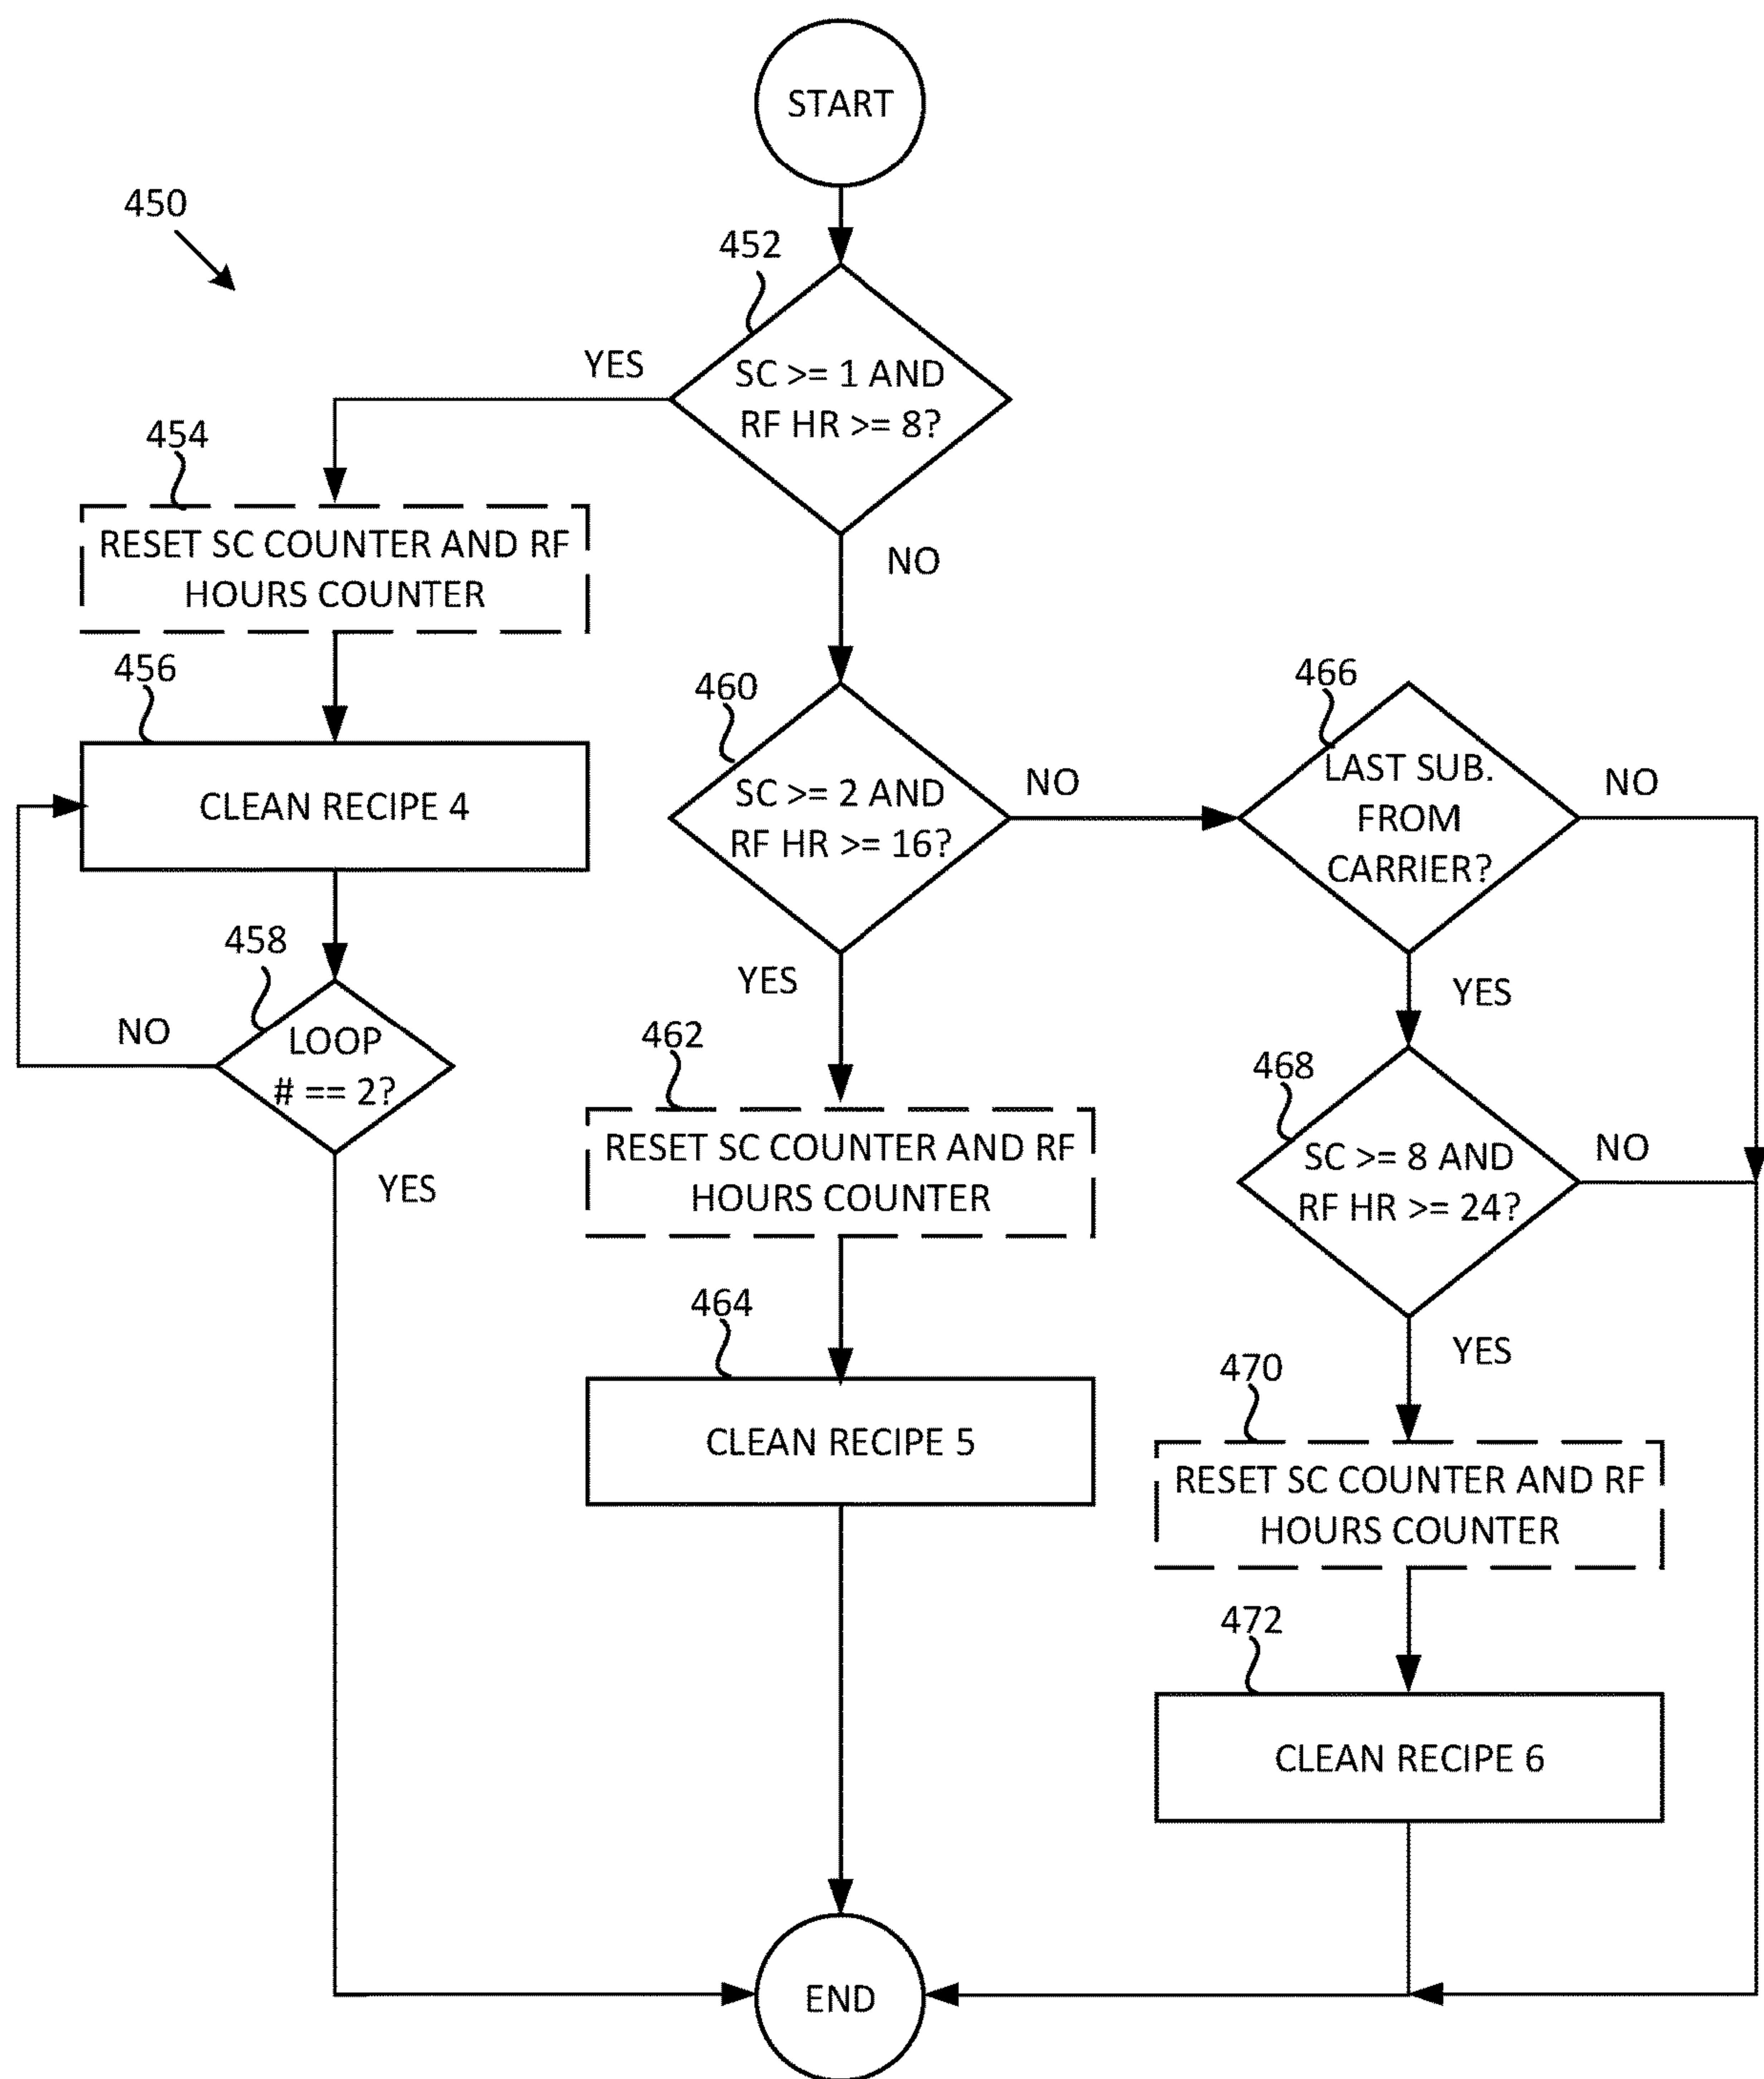 START
450
452
YES
SC >= 1 AND
RF HR >= 8?
454
NO
RESET SC COUNTER AND RF
HOURS COUNTER
456
460
466
CLEAN RECIPE 4
SC >= 2 AND
RF HR >= 16?
NO
LAST SUB.
FROM
CARRIER?
NO
458
YES
YES
NO
LOOP
# == 2?
462
468
YES
RESET SC COUNTER AND RF
HOURS COUNTER
SC >= 8 AND
RF HR >= 24?
NO
464
YES
470
CLEAN RECIPE 5
RESET SC COUNTER AND RF
HOURS COUNTER
472
CLEAN RECIPE 6
END